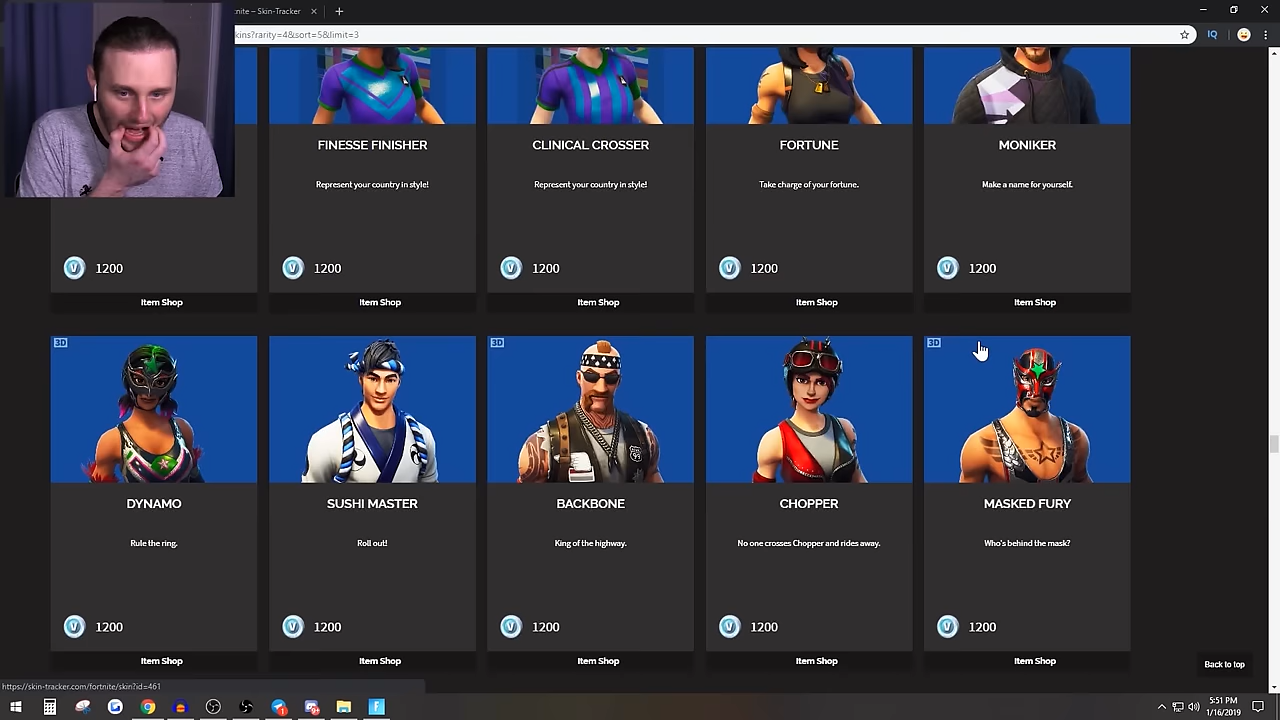 nite – Skin-Tracker
kins?rarity=4&sort=5&limit=3
IQ
FINESSE FINISHER
CLINICAL CROSSER
FORTUNE
MONIKER
Represent your country in style!
Represent your country in style!
Take charge of your fortune.
Make a name for yourself.
V 1200
V 1200
V 1200
V 1200
V 1200
Item Shop
Item Shop
Item Shop
Item Shop
Item Shop
3D
3D
3D
DYNAMO
SUSHI MASTER
BACKBONE
CHOPPER
MASKED FURY
Rule the ring.
Roll out!
King of the highway.
No one crosses Chopper and rides away.
Who's behind the mask?
V 1200
V 1200
V 1200
V 1200
V 1200
Item Shop
Item Shop
Item Shop
Item Shop
Item Shop
Back to top
https://skin-tracker.com/fortnite/skin?id=461
5:51 PM
1/16/2019